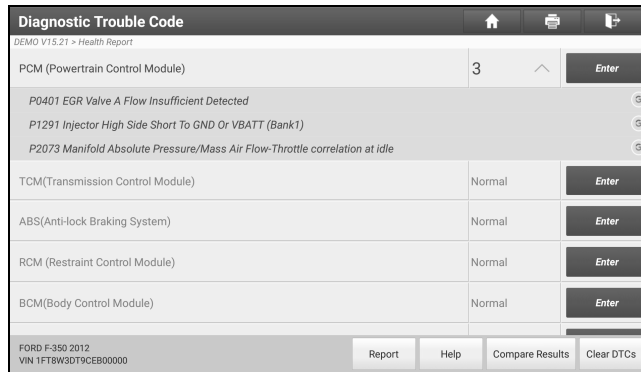 Diagnostic Trouble Code
DEMO V15.21 > Health Report
PCM (Powertrain Control Module) 3 Enter
P0401 EGR Valve A Flow Insufficient Detected
P1291 Injector High Side Short To GND Or VBATT (Bank1)
P2073 Manifold Absolute Pressure/Mass Air Flow-Throttle correlation at idle
TCM(Transmission Control Module) Normal Enter
ABS(Anti-lock Braking System) Normal Enter
RCM (Restraint Control Module) Normal Enter
BCM(Body Control Module) Normal Enter
FORD F-350 2012
VIN 1FT8W3DT9CEB00000
Report Help Compare Results Clear DTCs